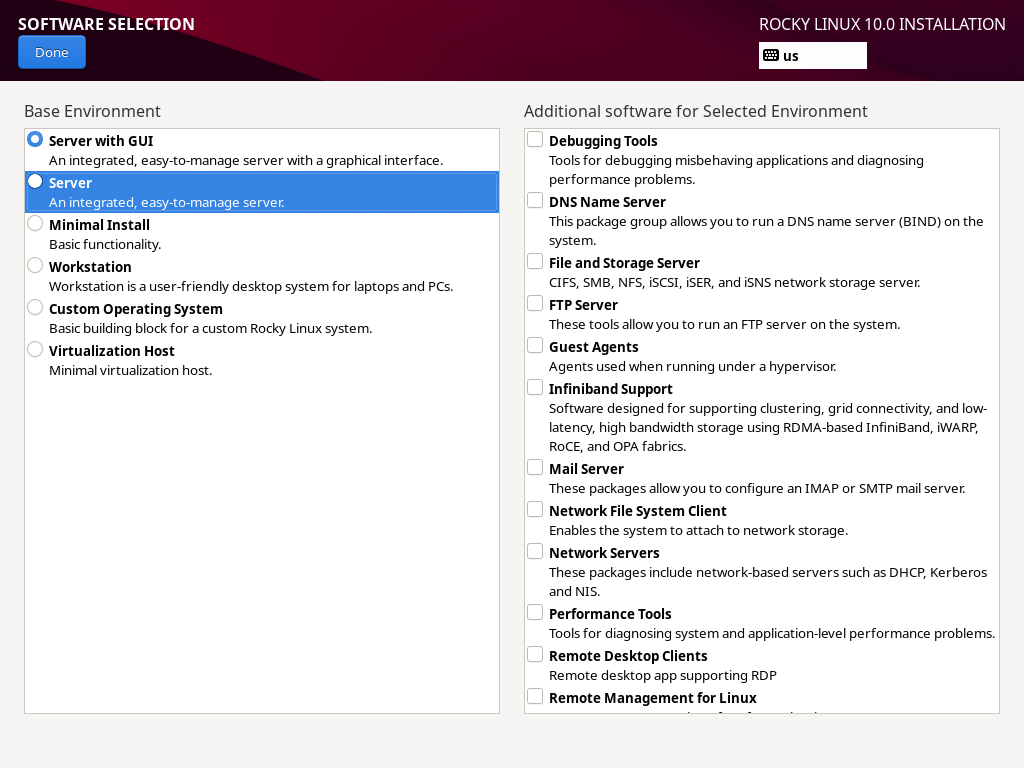 SOFTWARE SELECTION
Done
ROCKY LINUX 10.0 INSTALLATION
us
Base Environment
Server with GUI
An integrated, easy-to-manage server with a graphical interface.
Server
An integrated, easy-to-manage server.
Minimal Install
Basic functionality.
Workstation
Workstation is a user-friendly desktop system for laptops and PCs.
Custom Operating System
Basic building block for a custom Rocky Linux system.
Virtualization Host
Minimal virtualization host.
Additional software for Selected Environment
Debugging Tools
Tools for debugging misbehaving applications and diagnosing
performance problems.
DNS Name Server
This package group allows you to run a DNS name server (BIND) on the
system.
File and Storage Server
CIFS, SMB, NFS, iSCSI, iSER, and iSNS network storage server.
FTP Server
These tools allow you to run an FTP server on the system.
Guest Agents
Agents used when running under a hypervisor.
Infiniband Support
Software designed for supporting clustering, grid connectivity, and low-
latency, high bandwidth storage using RDMA-based InfiniBand, iWARP,
RoCE, and OPA fabrics.
Mail Server
These packages allow you to configure an IMAP or SMTP mail server.
Network File System Client
Enables the system to attach to network storage.
Network Servers
These packages include network-based servers such as DHCP, Kerberos
and NIS.
Performance Tools
Tools for diagnosing system and application-level performance problems.
Remote Desktop Clients
Remote desktop app supporting RDP
Remote Management for Linux